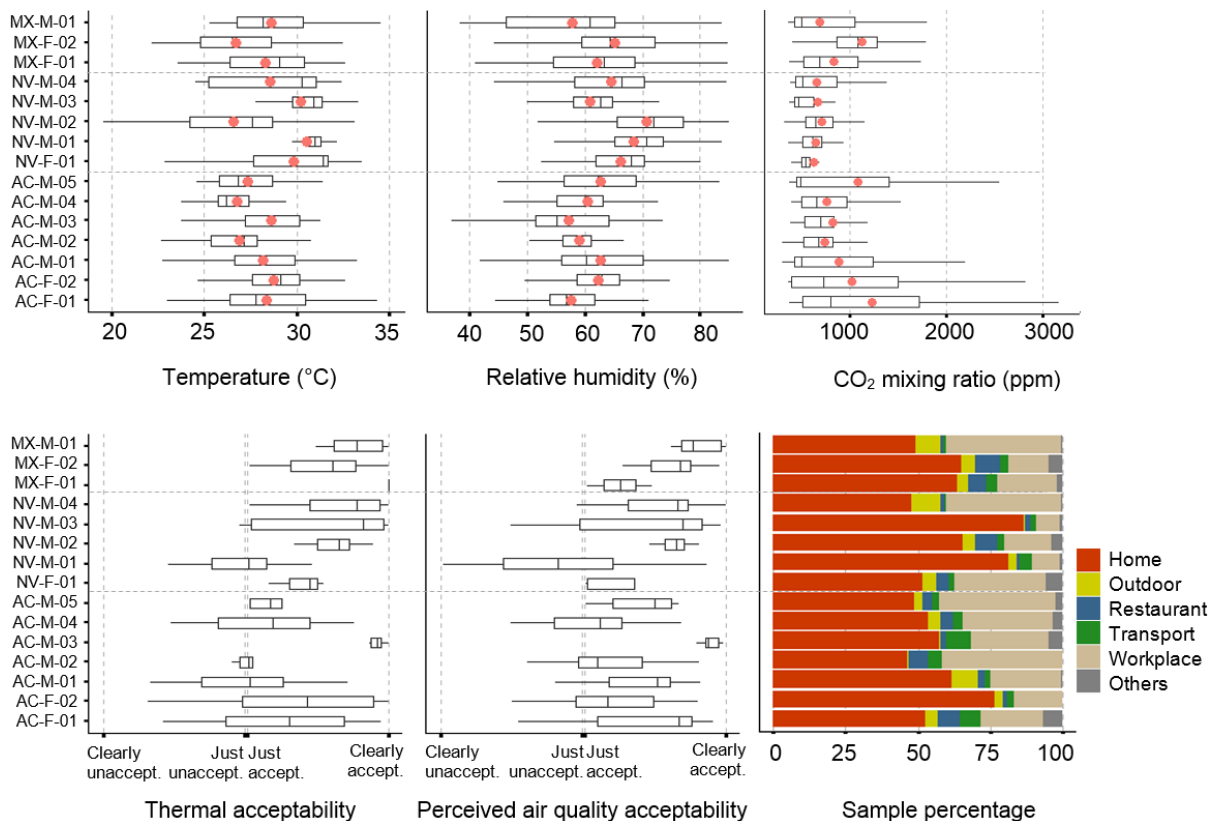 MX-M-01
MX-F-02
MX-F-01
NV-M-04
NV-M-03
NV-M-02
NV-M-01
NV-F-01
AC-M-05
AC-M-04
AC-M-03
AC-M-02
AC-M-01
AC-F-02
AC-F-01
20 25 30 35
40 50 60 70 80
1000 2000 3000
Temperature (°C)
Relative humidity (%)
CO₂ mixing ratio (ppm)
MX-M-01
MX-F-02
MX-F-01
NV-M-04
NV-M-03
NV-M-02
NV-M-01
NV-F-01
AC-M-05
AC-M-04
AC-M-03
AC-M-02
AC-M-01
AC-F-02
AC-F-01
Clearly Just Just Clearly
unaccept. unaccept. accept. accept.
Clearly Just Just Clearly
unaccept. unaccept. accept. accept.
0 25 50 75 100
Home
Outdoor
Restaurant
Transport
Workplace
Others
Thermal acceptability
Perceived air quality acceptability
Sample percentage